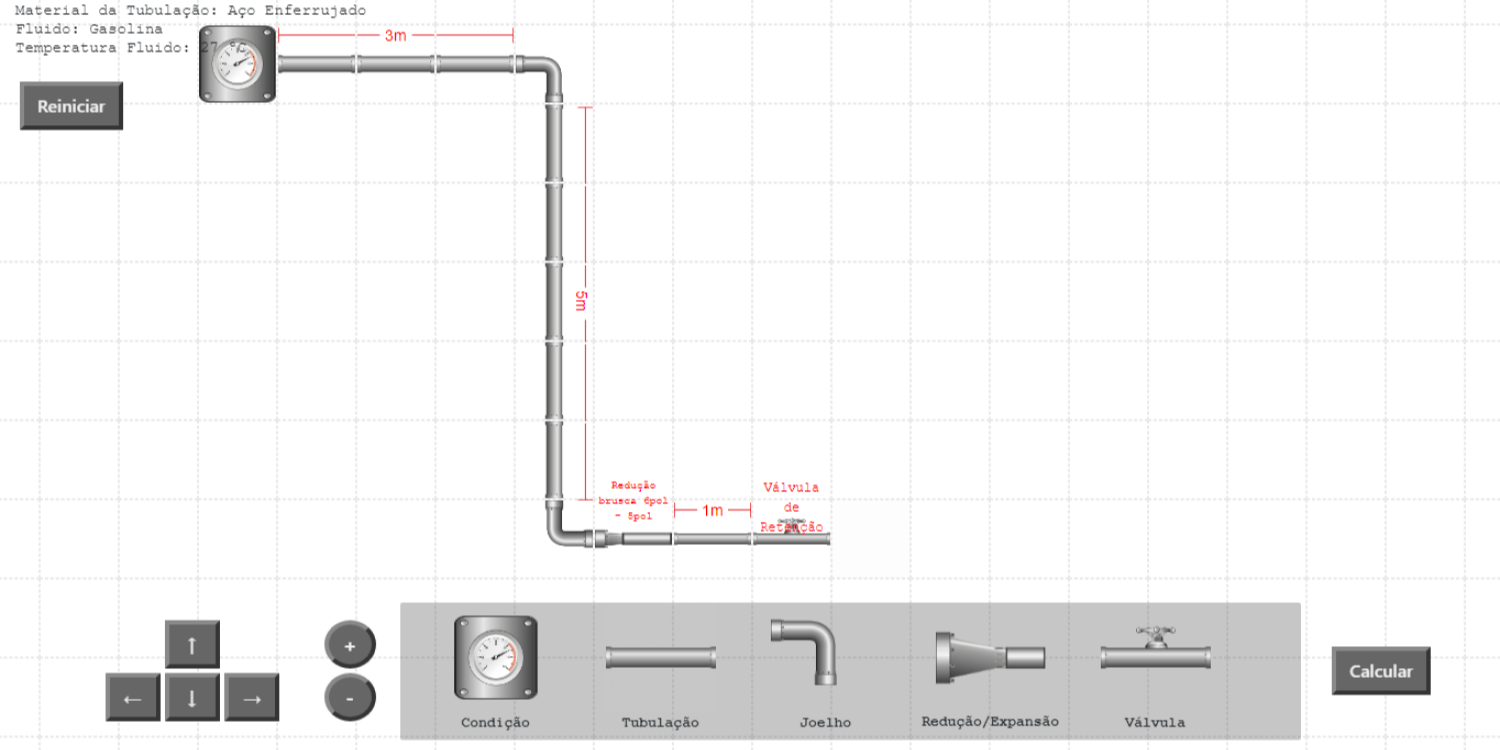 Material da Tubulação: Aço Enferrujado
Fluido: Gasolina
Temperatura Fluido: 27 °C
3m
Reiniciar
5m
Redução
brusca 6pol
- 5pol
1m
Válvula
de
Retenção
↑
←
↓
→
+
-
Condição
Tubulação
Joelho
Redução/Expansão
Válvula
Calcular